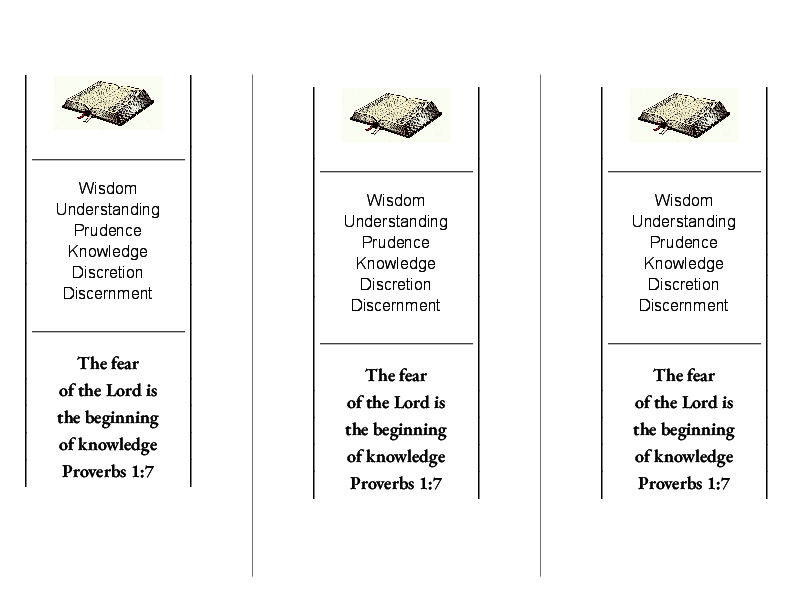 Wisdom
Understanding
Prudence
Knowledge
Discretion
Discernment
The fear
of the Lord is
the beginning
of knowledge
Proverbs 1:7
Wisdom
Understanding
Prudence
Knowledge
Discretion
Discernment
The fear
of the Lord is
the beginning
of knowledge
Proverbs 1:7
Wisdom
Understanding
Prudence
Knowledge
Discretion
Discernment
The fear
of the Lord is
the beginning
of knowledge
Proverbs 1:7